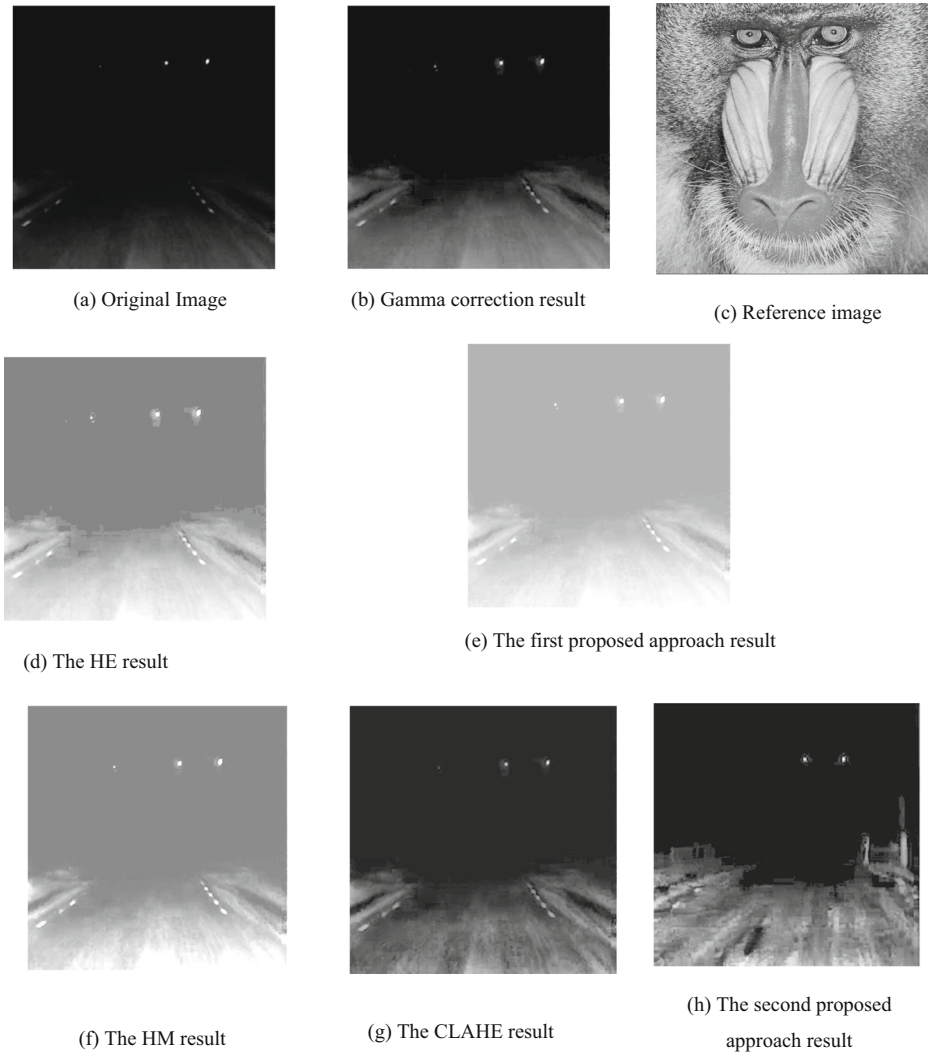 (a) Original Image
(b) Gamma correction result
(c) Reference image
(d) The HE result
(e) The first proposed approach result
(f) The HM result
(g) The CLAHE result
(h) The second proposed
approach result